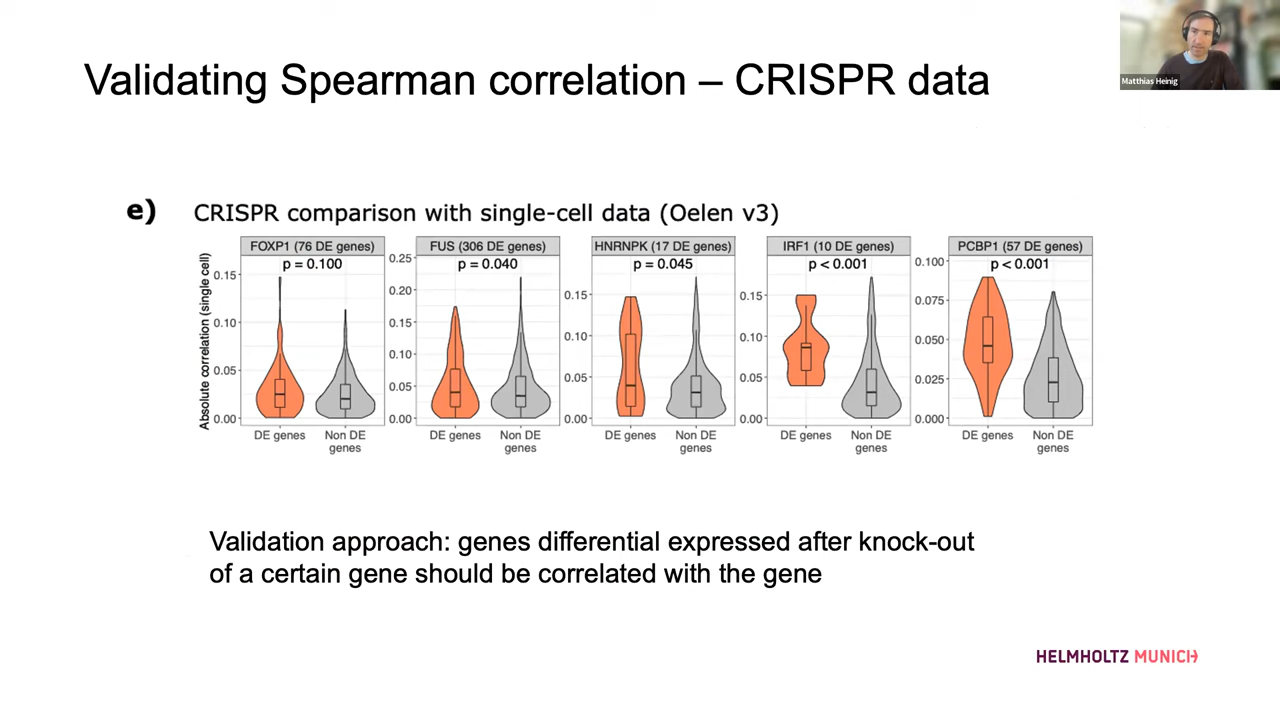 Matthias Heinig
Validating Spearman correlation – CRISPR data
e) CRISPR comparison with single-cell data (Oelen v3)
Absolute correlation (single cell)
FOXP1 (76 DE genes)
p = 0.100
0.15
0.10
0.05
0.00
DE genes
Non DE
genes
FUS (306 DE genes)
p = 0.040
0.25
0.20
0.15
0.10
0.05
0.00
DE genes
Non DE
genes
HNRNPK (17 DE genes)
p = 0.045
0.15
0.10
0.05
0.00
DE genes
Non DE
genes
IRF1 (10 DE genes)
p < 0.001
0.15
0.10
0.05
0.00
DE genes
Non DE
genes
PCBP1 (57 DE genes)
p < 0.001
0.100
0.075
0.050
0.025
0.000
DE genes
Non DE
genes
Validation approach: genes differential expressed after knock-out
of a certain gene should be correlated with the gene
HELMHOLTZ MUNICH